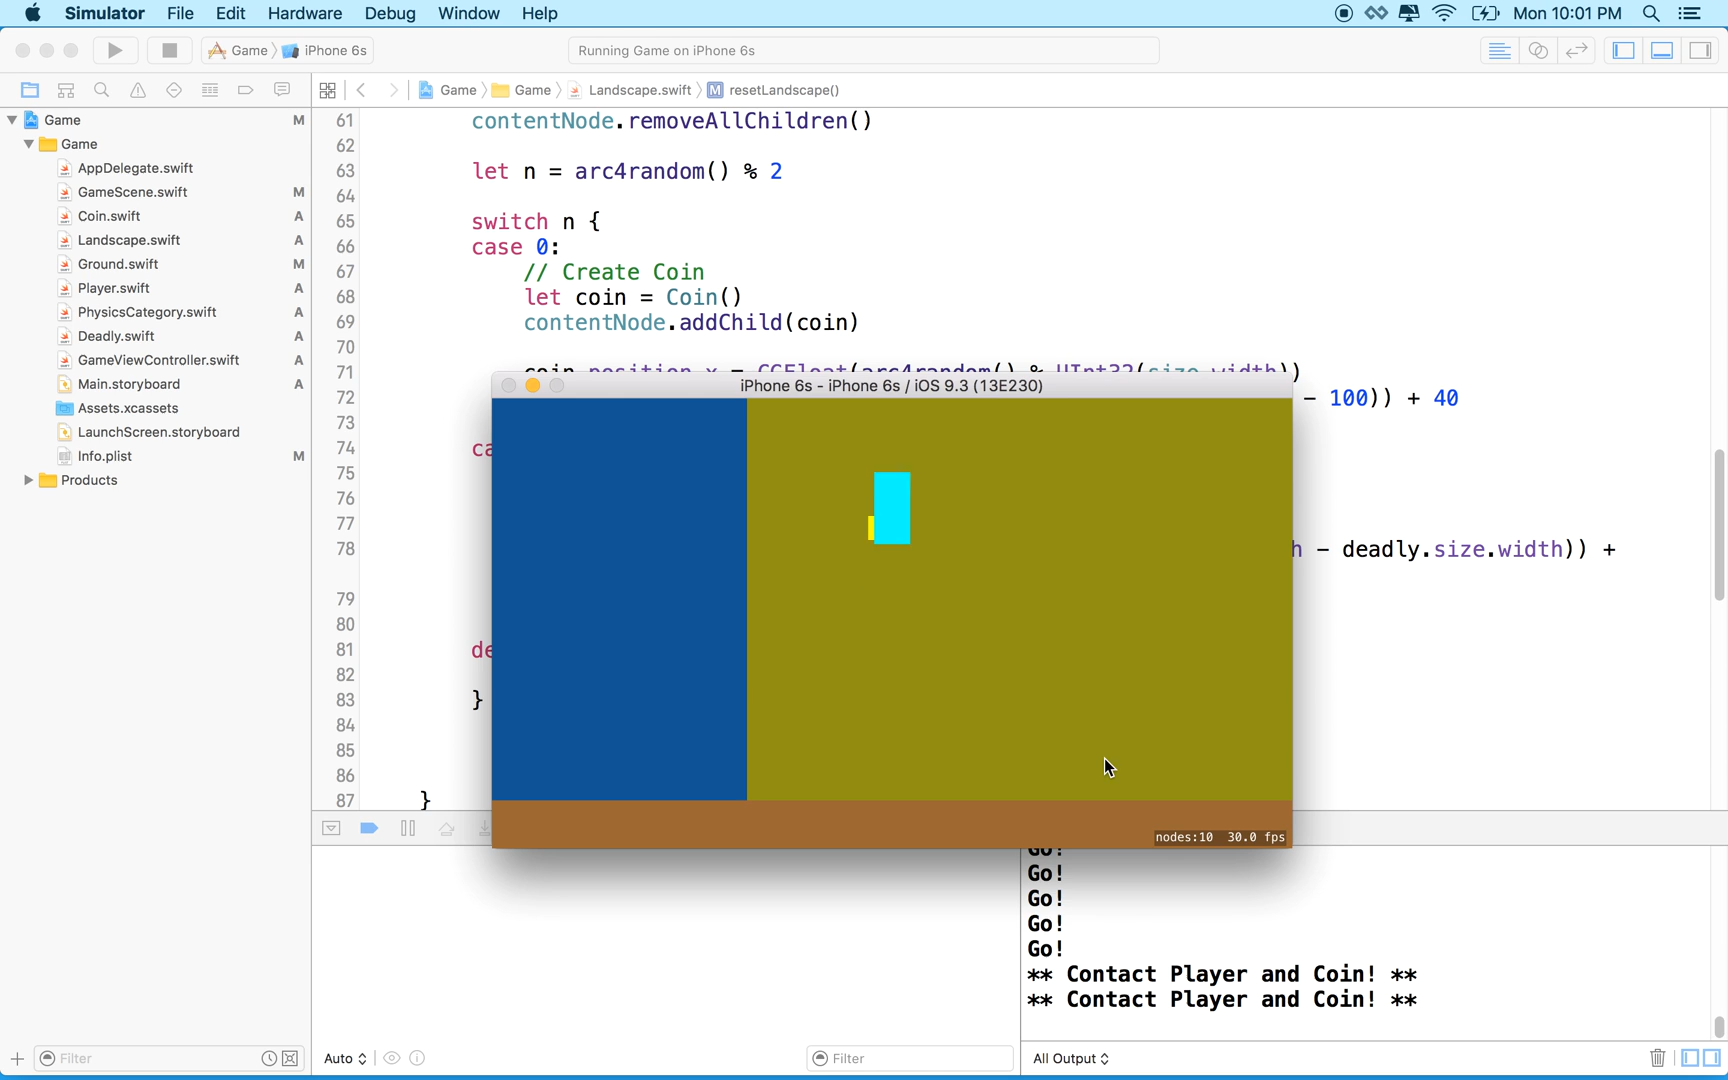 Simulator File Edit Hardware Debug Window Help Mon 10:01 PM
Game iPhone 6s Running Game on iPhone 6s
Game Game Landscape.swift M resetLandscape()
Game M
Game
AppDelegate.swift
GameScene.swift M
Coin.swift A
Landscape.swift A
Ground.swift M
Player.swift A
PhysicsCategory.swift A
Deadly.swift A
GameViewController.swift A
Main.storyboard A
Assets.xcassets
LaunchScreen.storyboard
Info.plist M
Products
61 contentNode.removeAllChildren()
62
63 let n = arc4random() % 2
64
65 switch n {
66 case 0:
67 // Create Coin
68 let coin = Coin()
69 contentNode.addChild(coin)
70
71 coin.position.x = CGFloat(arc4random() % UInt32(size.width))
72 - 100)) + 40
73
74 ca
75
76
77
78 h - deadly.size.width)) +
79
80
81 de
82
83 }
84
85
86
87 }
iPhone 6s - iPhone 6s / iOS 9.3 (13E230)
nodes:10 30.0 fps
Go!
Go!
Go!
Go!
Go!
** Contact Player and Coin! **
** Contact Player and Coin! **
Filter Auto Filter All Output